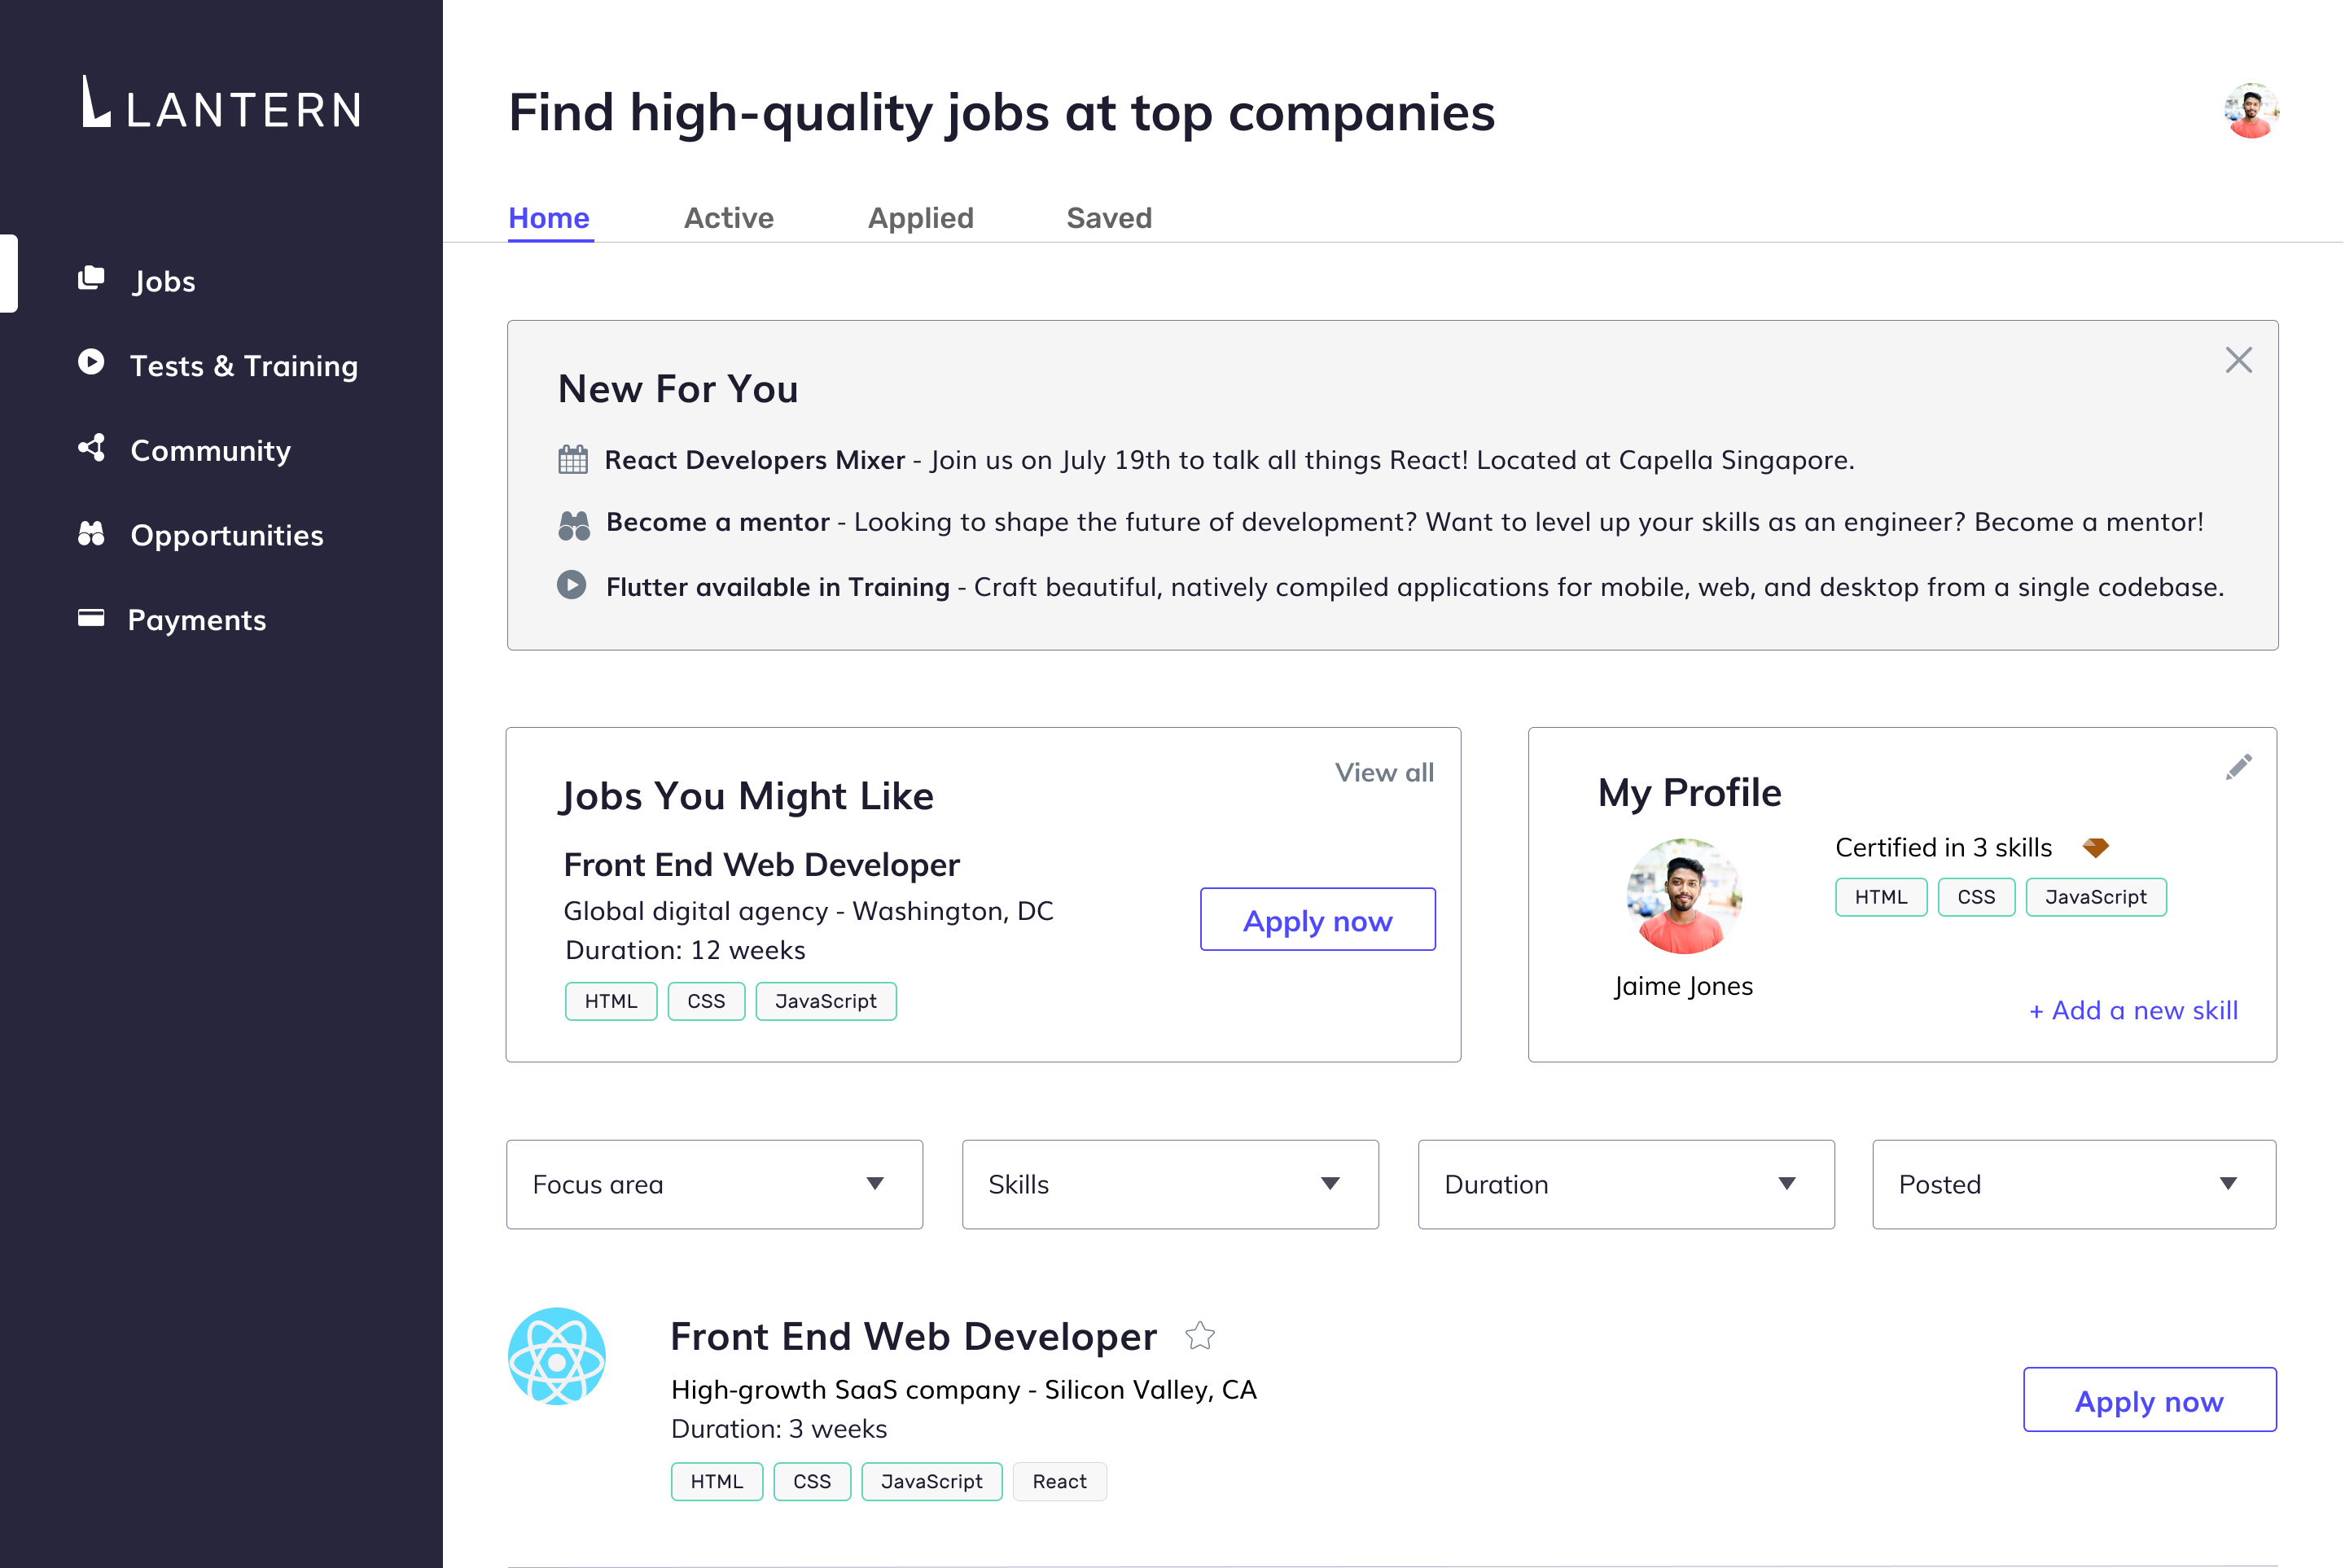 LANTERN
Jobs
Tests & Training
Community
Opportunities
Payments
Find high-quality jobs at top companies
Home
Active
Applied
Saved
New For You
React Developers Mixer - Join us on July 19th to talk all things React! Located at Capella Singapore.
Become a mentor - Looking to shape the future of development? Want to level up your skills as an engineer? Become a mentor!
Flutter available in Training - Craft beautiful, natively compiled applications for mobile, web, and desktop from a single codebase.
View all
Jobs You Might Like
Front End Web Developer
Global digital agency - Washington, DC
Duration: 12 weeks
HTML
CSS
JavaScript
Apply now
My Profile
Certified in 3 skills
HTML
CSS
JavaScript
Jaime Jones
+ Add a new skill
Focus area
Skills
Duration
Posted
Front End Web Developer
High-growth SaaS company - Silicon Valley, CA
Duration: 3 weeks
HTML
CSS
JavaScript
React
Apply now